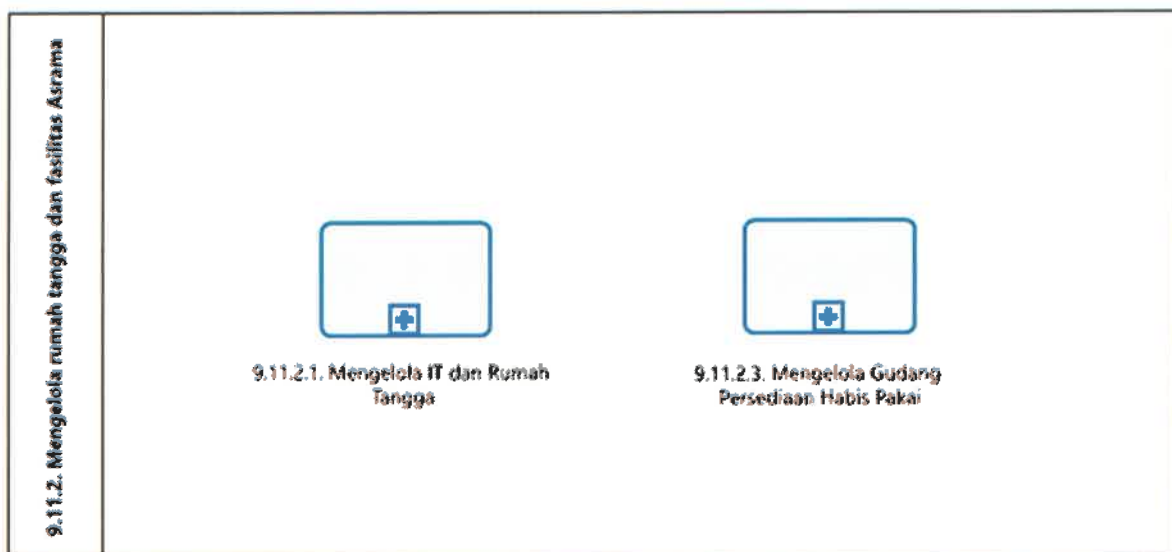 9.11.2. Mengelola rumah tangga dan fasilitas Asrama
9.11.2.1. Mengelola IT dan Rumah
Tangga
9.11.2.3. Mengelola Gudang
Persediaan Habis Pakai